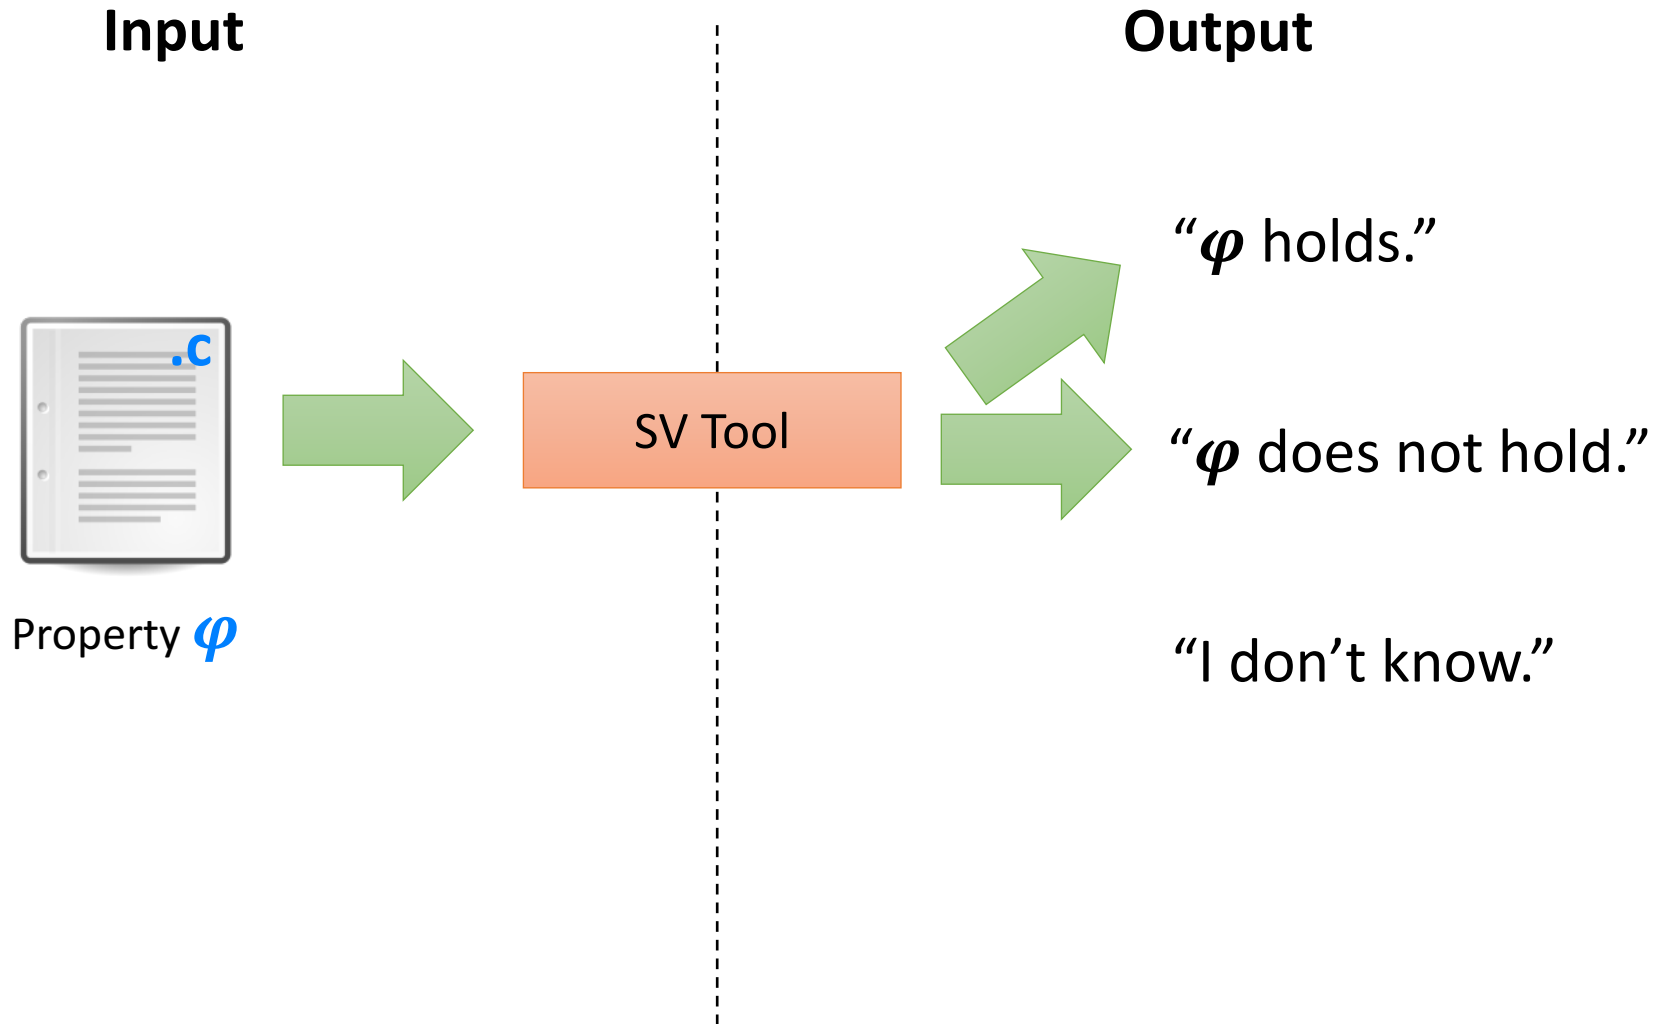 Input
Output
“φ holds.”
.c
SV Tool
“φ does not hold.”
Property φ
“I don’t know.”